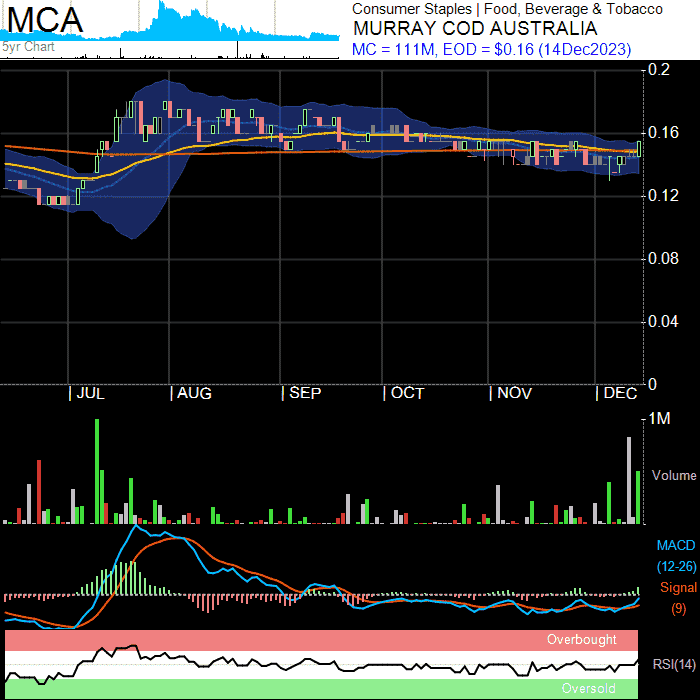 MCA
5yr Chart
Consumer Staples | Food, Beverage & Tobacco
MURRAY COD AUSTRALIA
MC = 111M, EOD = $0.16 (14Dec2023)
0.2
0.16
0.12
0.08
0.04
0
JUL AUG SEP OCT NOV DEC
1M
Volume
MACD
(12-26)
Signal
(9)
Overbought
RSI(14)
Oversold